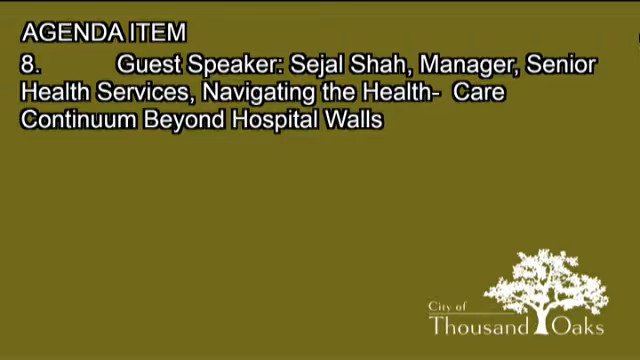 AGENDA ITEM
8. Guest Speaker: Sejal Shah, Manager, Senior
Health Services, Navigating the Health- Care
Continuum Beyond Hospital Walls
City of
Thousand Oaks